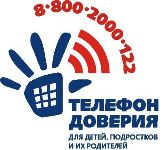 8-800-2000-122
ТЕЛЕФОН
ДОВЕРИЯ
ДЛЯ ДЕТЕЙ, ПОДРОСТКОВ
И ИХ РОДИТЕЛЕЙ